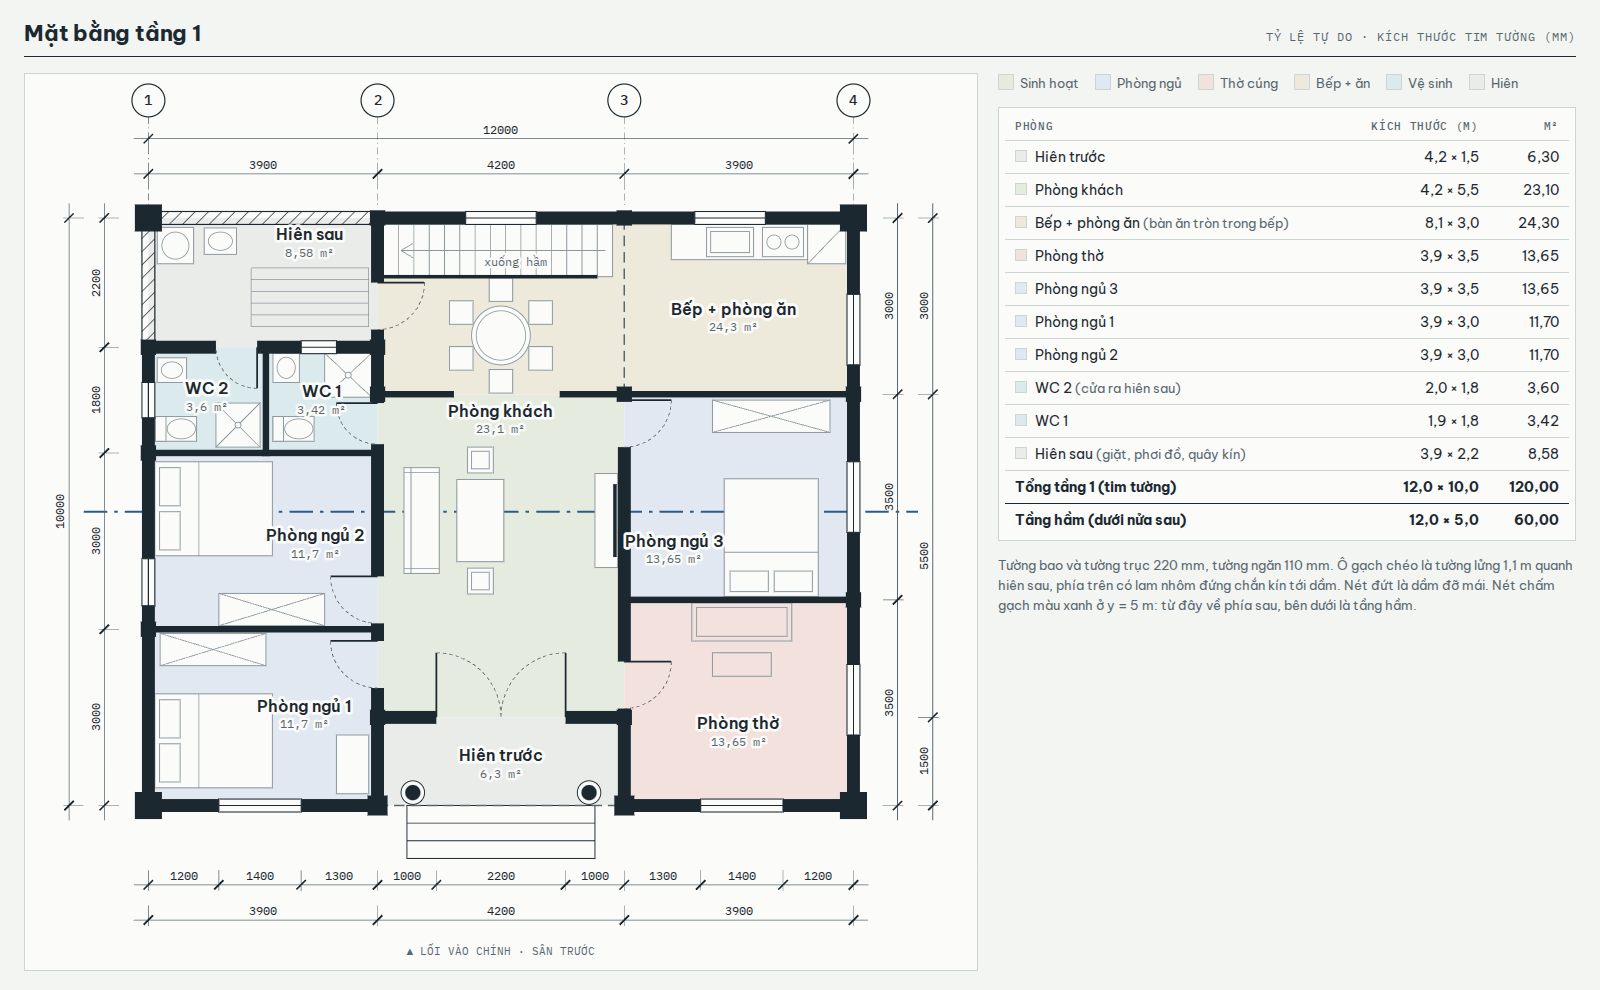 Mặt bằng tầng 1
TỶ LỆ TỰ DO · KÍCH THƯỚC TIM TƯỜNG (MM)
1 2 3 4
12000
3900 4200 3900
Hiên sau
8,58 m²
xuống hầm
Bếp + phòng ăn
24,3 m²
WC 2
3,6 m²
WC 1
3,42 m²
Phòng khách
23,1 m²
Phòng ngủ 2
11,7 m²
Phòng ngủ 3
13,65 m²
Phòng ngủ 1
11,7 m²
Phòng thờ
13,65 m²
Hiên trước
6,3 m²
10000
2200
1800
3000
3000
3000
3500
3500
3000
5500
1500
1200 1400 1300 1000 2200 1000 1300 1400 1200
3900 4200 3900
▲ LỐI VÀO CHÍNH · SÂN TRƯỚC
Sinh hoạt Phòng ngủ Thờ cúng Bếp + ăn Vệ sinh Hiên
PHÒNG KÍCH THƯỚC (M) M²
Hiên trước 4,2 × 1,5 6,30
Phòng khách 4,2 × 5,5 23,10
Bếp + phòng ăn (bàn ăn tròn trong bếp) 8,1 × 3,0 24,30
Phòng thờ 3,9 × 3,5 13,65
Phòng ngủ 3 3,9 × 3,5 13,65
Phòng ngủ 1 3,9 × 3,0 11,70
Phòng ngủ 2 3,9 × 3,0 11,70
WC 2 (cửa ra hiên sau) 2,0 × 1,8 3,60
WC 1 1,9 × 1,8 3,42
Hiên sau (giặt, phơi đồ, quây kín) 3,9 × 2,2 8,58
Tổng tầng 1 (tim tường) 12,0 × 10,0 120,00
Tầng hầm (dưới nửa sau) 12,0 × 5,0 60,00
Tường bao và tường trục 220 mm, tường ngăn 110 mm. Ô gạch chéo là tường lửng 1,1 m quanh
hiên sau, phía trên có lam nhôm đứng chắn kín tới dầm. Nét đứt là dầm đỡ mái. Nét chấm
gạch màu xanh ở y = 5 m: từ đây về phía sau, bên dưới là tầng hầm.